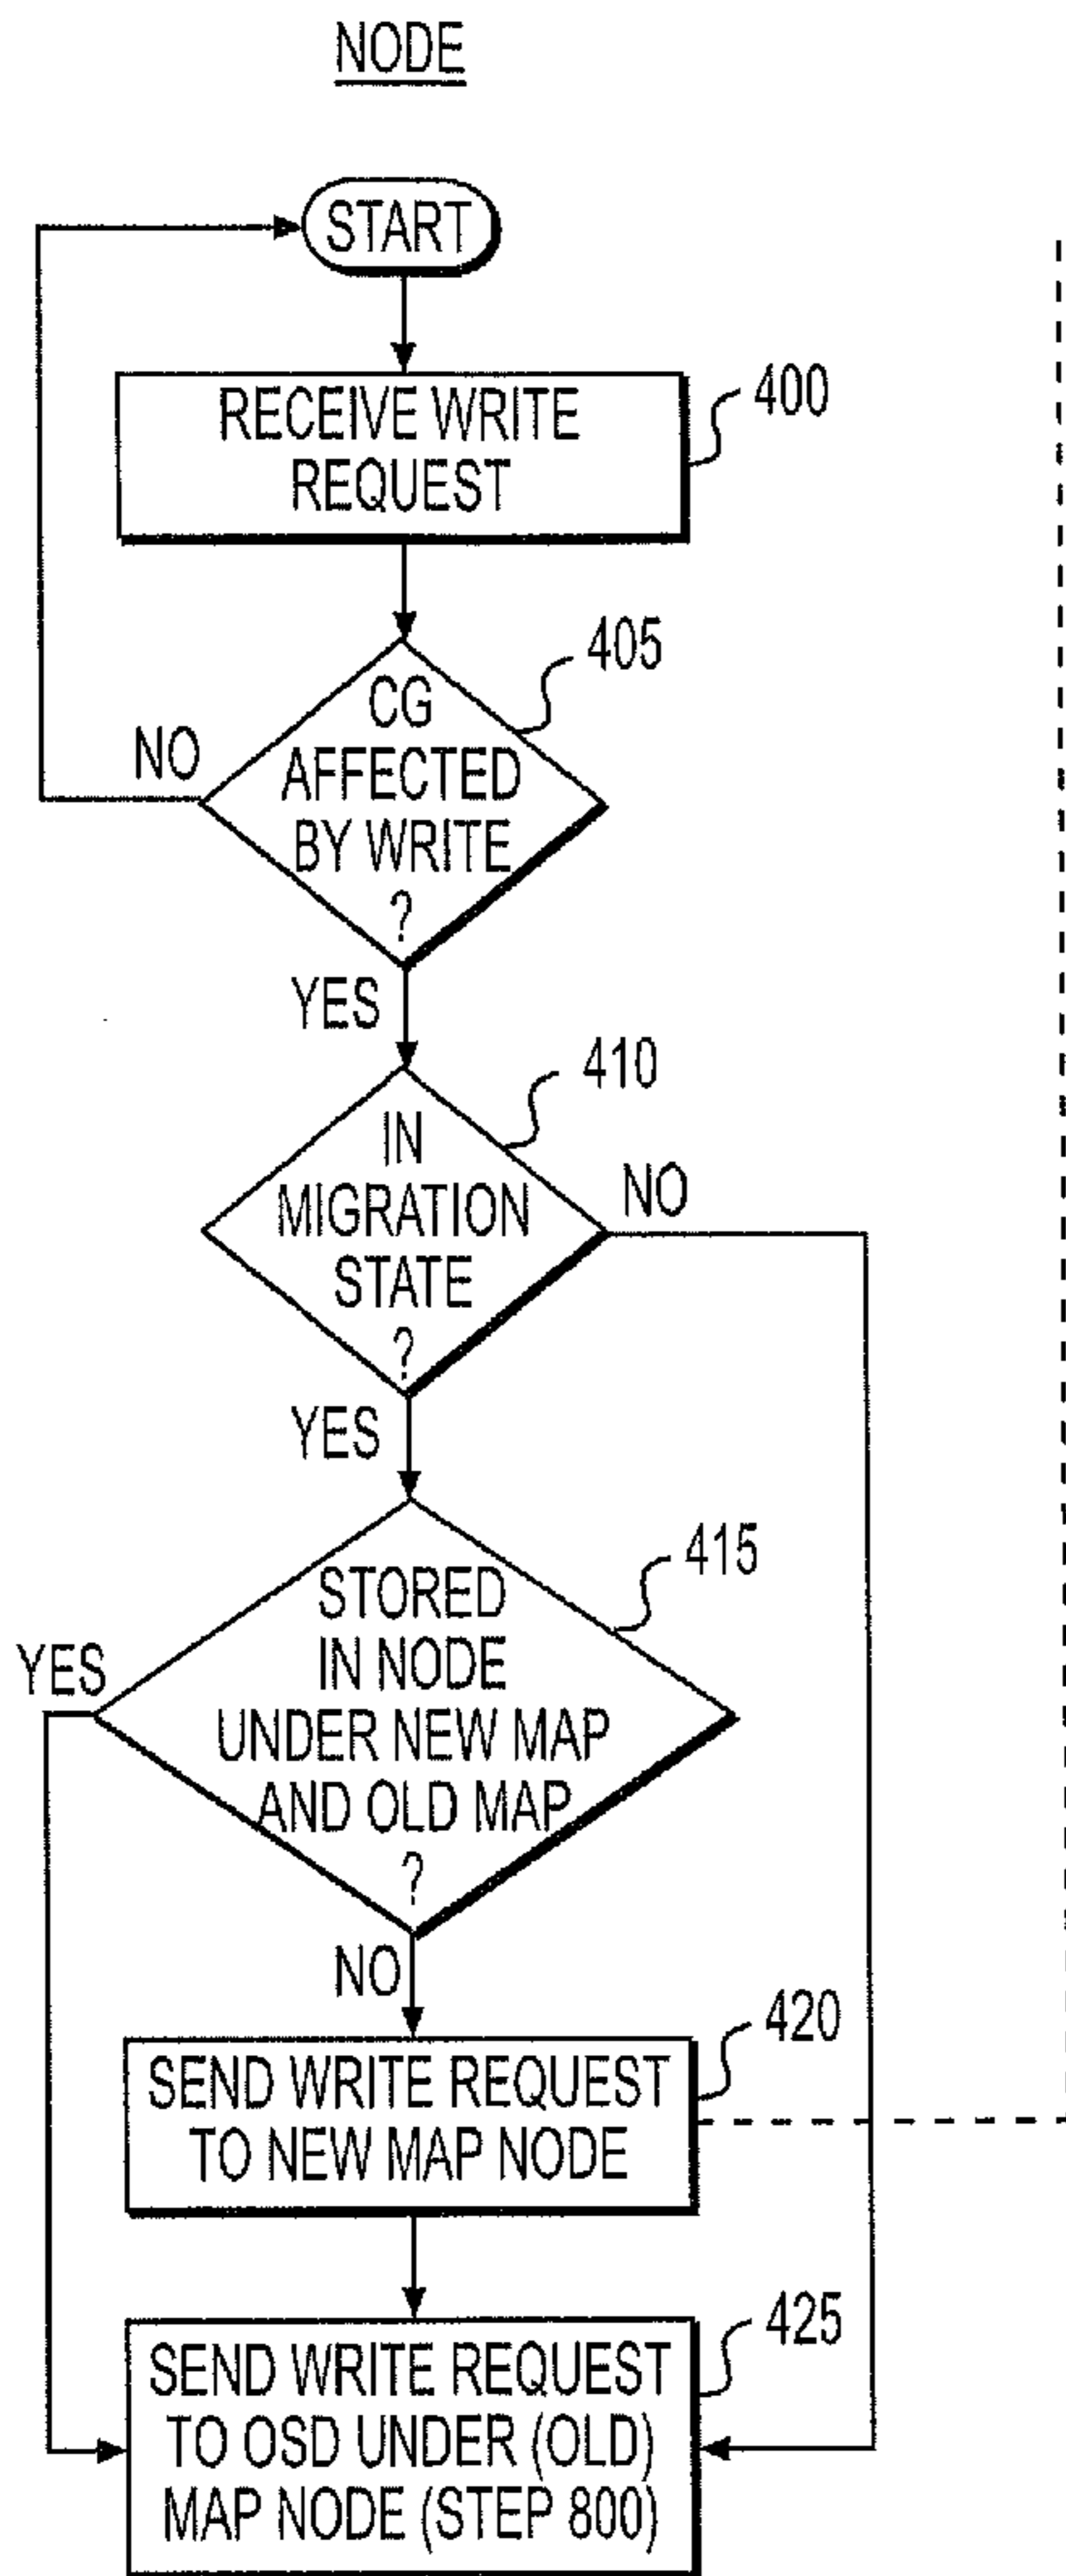 NODE
START
RECEIVE WRITE
REQUEST
400
405
CG
AFFECTED
BY WRITE
?
NO
YES
410
IN
MIGRATION
STATE
?
NO
YES
415
STORED
IN NODE
UNDER NEW MAP
AND OLD MAP
?
YES
NO
420
SEND WRITE REQUEST
TO NEW MAP NODE
425
SEND WRITE REQUEST
TO OSD UNDER (OLD)
MAP NODE (STEP 800)